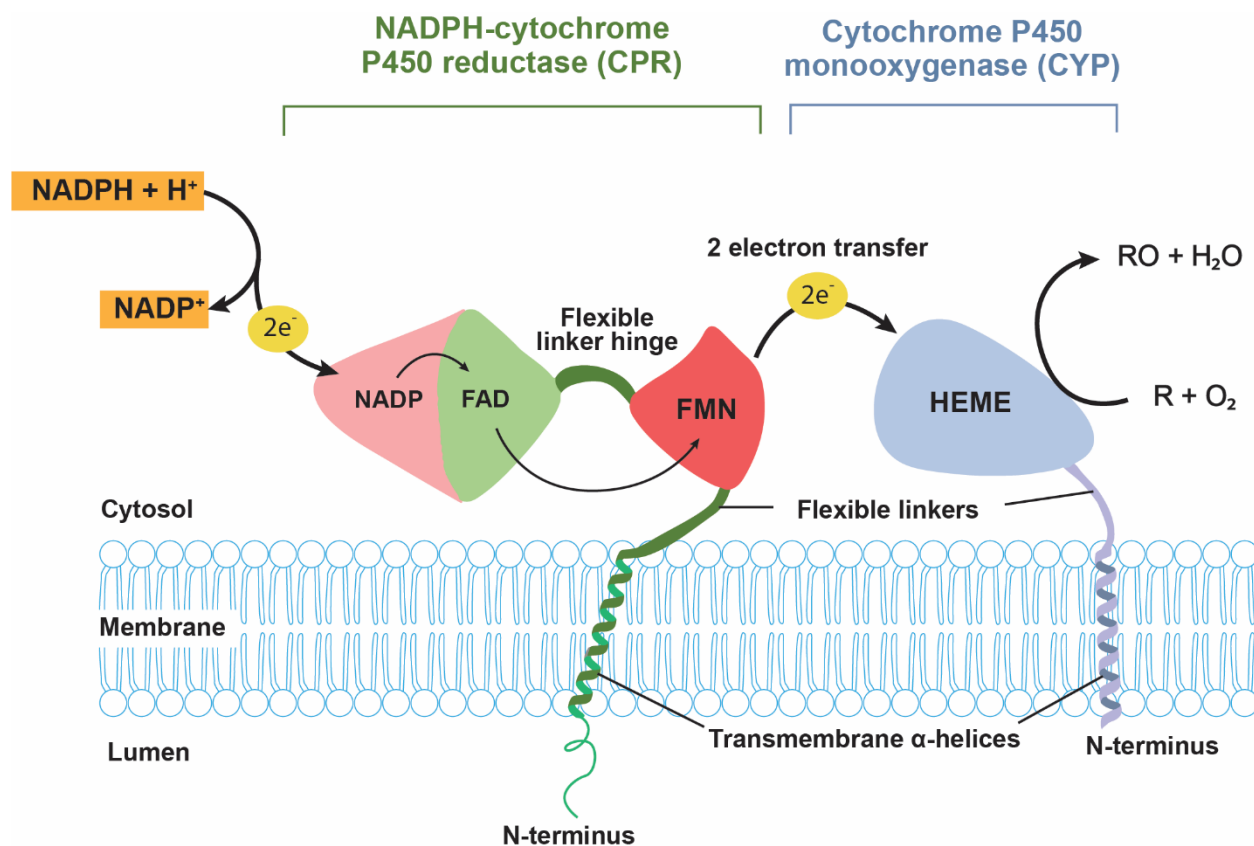 NADPH-cytochrome
P450 reductase (CPR)
Cytochrome P450
monooxygenase (CYP)
NADPH + H⁺
NADP⁺
2e⁻
2 electron transfer
2e⁻
RO + H₂O
R + O₂
Flexible
linker hinge
NADP
FAD
FMN
HEME
Cytosol
Flexible linkers
Membrane
Lumen
Transmembrane α-helices
N-terminus
N-terminus